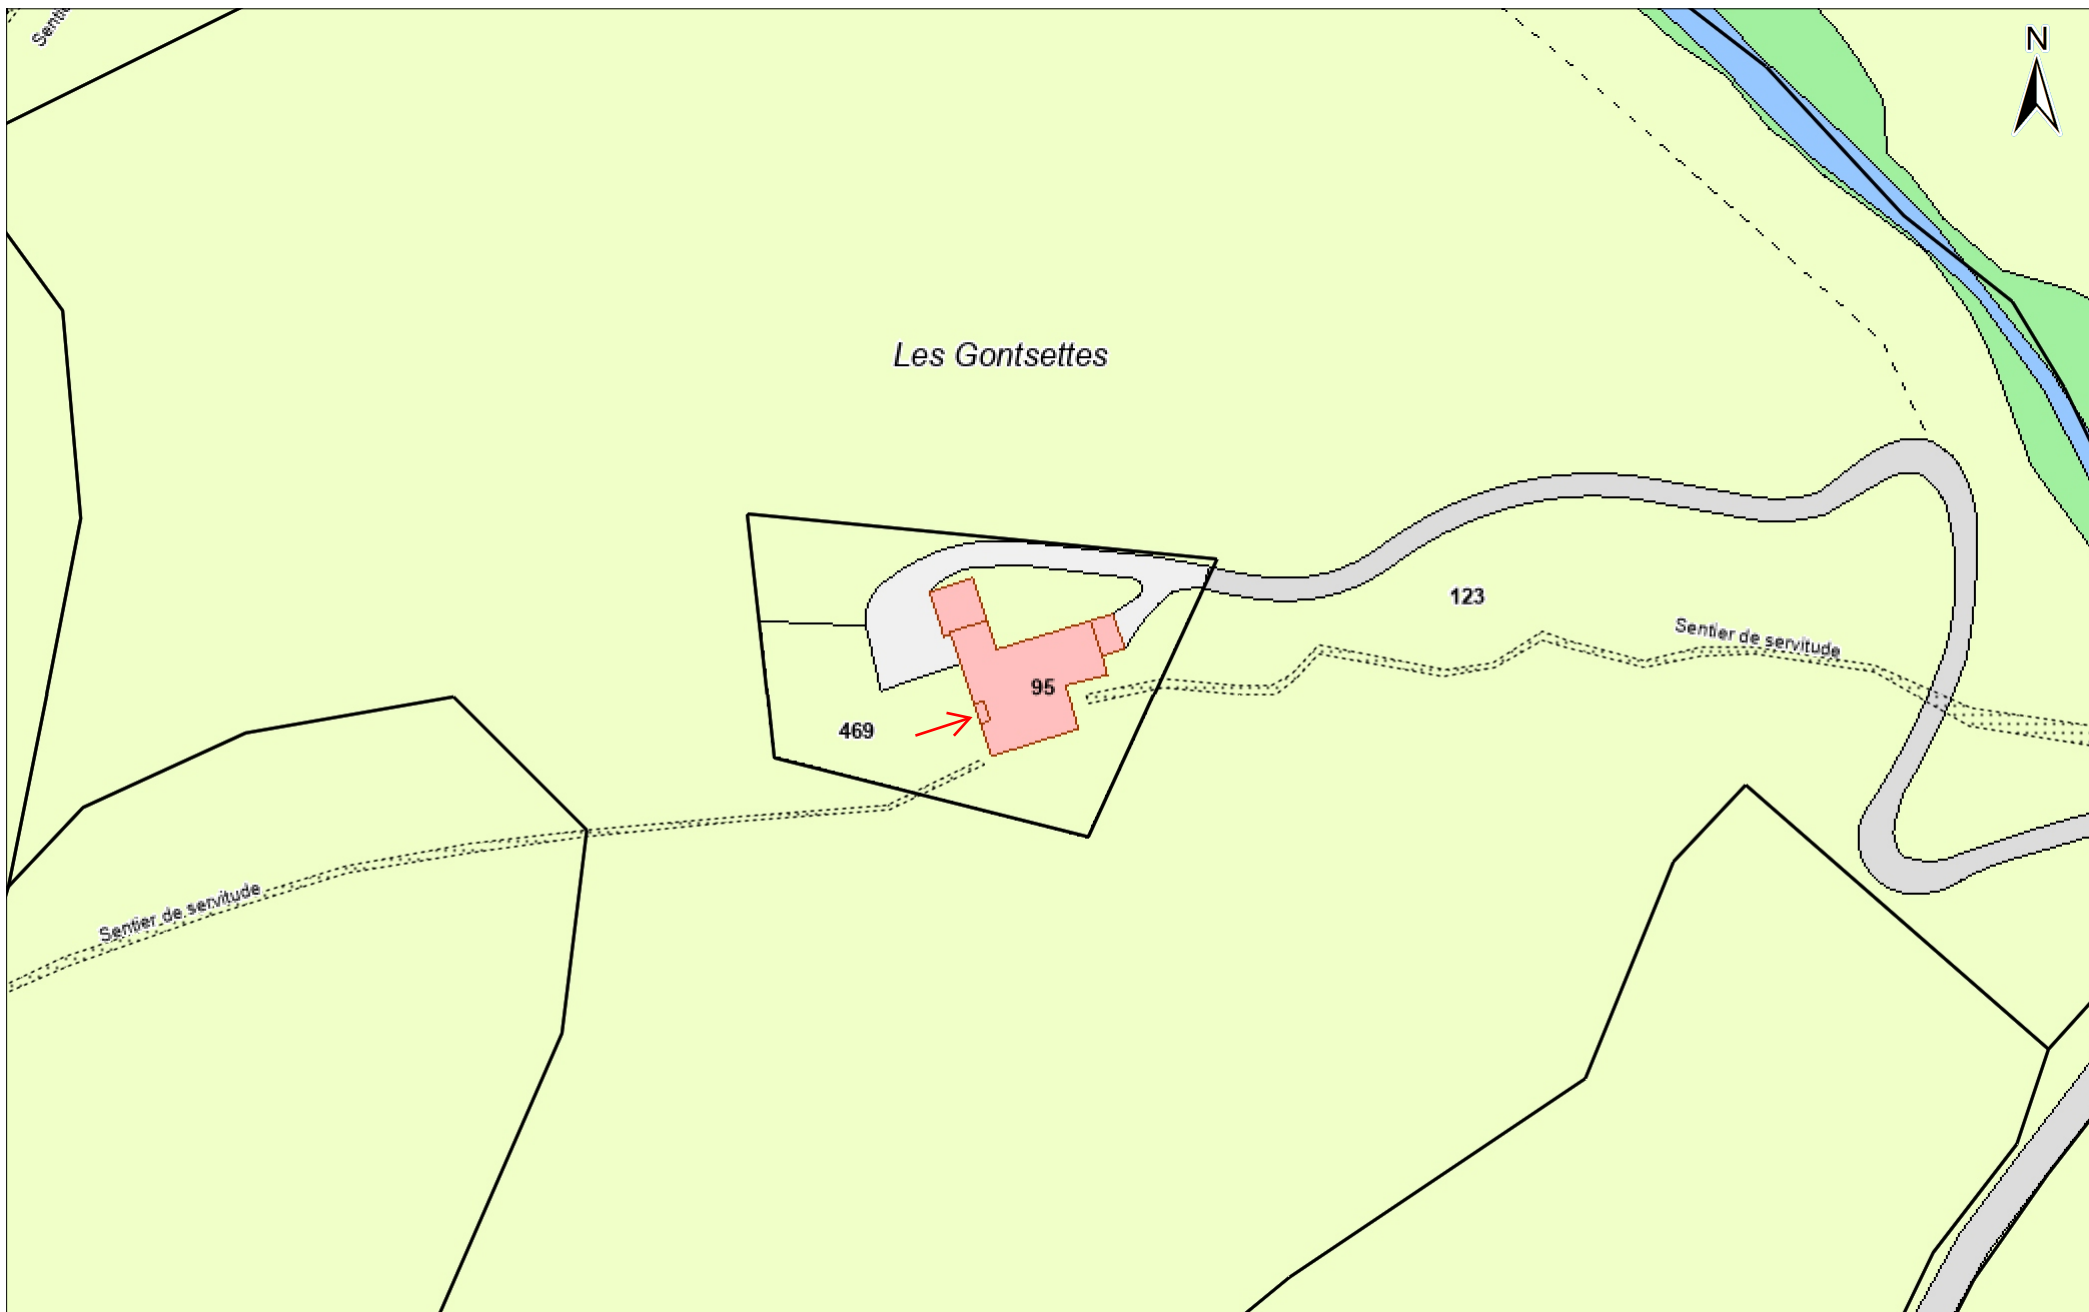 N
Les Gontsettes
123
Sentier de servitude
95
469
Sentier de servitude